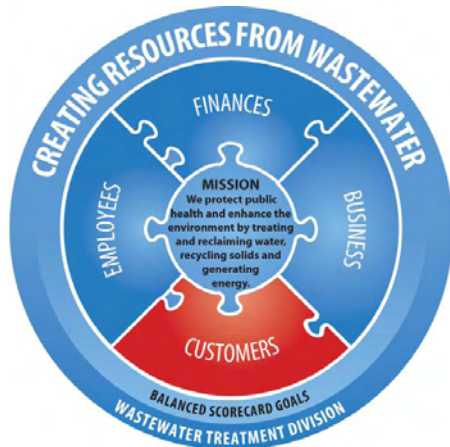 CREATING RESOURCES FROM WASTEWATER
FINANCES
EMPLOYEES
MISSION
We protect public
health and enhance the
environment by treating
and reclaiming water,
recycling solids and
generating
energy.
BUSINESS
CUSTOMERS
BALANCED SCORECARD GOALS
WASTEWATER TREATMENT DIVISION